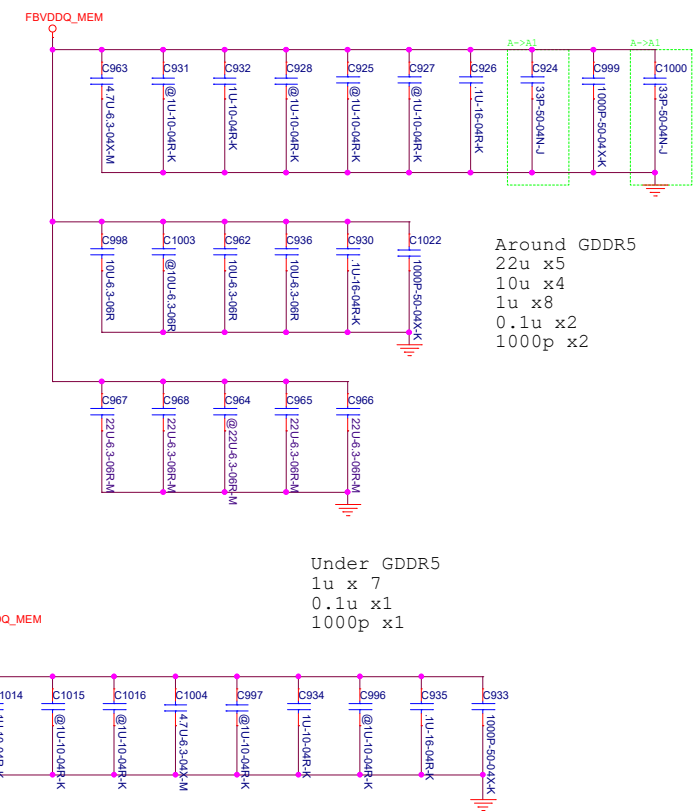 FBVDDQ_MEM
A=>A1
A=>A1
C963
C931
C932
C928
C925
C927
C926
C924
C999
C1000
4.7U-6.3-04X-M
@1U-10-04R-K
1U-10-04R-K
@1U-10-04R-K
@1U-10-04R-K
@1U-10-04R-K
.1U-16-04R-K
33P-50-04N-J
1000P-50-04X-K
33P-50-04N-J
C998
C1003
C962
C936
C930
C1022
10U-6.3-06R
@10U-6.3-06R
10U-6.3-06R
10U-6.3-06R
.1U-16-04R-K
1000P-50-04X-K
Around GDDR5
22u x5
10u x4
1u x8
0.1u x2
1000p x2
C967
C968
C964
C965
C966
22U-6.3-06R-M
22U-6.3-06R-M
@22U-6.3-06R-M
22U-6.3-06R-M
22U-6.3-06R-M
Under GDDR5
1u x 7
0.1u x1
1000p x1
Q_MEM
1014
C1015
C1016
C1004
C997
C934
C996
C935
C933
1U-10-04R-K
@1U-10-04R-K
@1U-10-04R-K
4.7U-6.3-04X-M
@1U-10-04R-K
1U-10-04R-K
@1U-10-04R-K
.1U-16-04R-K
1000P-50-04X-K